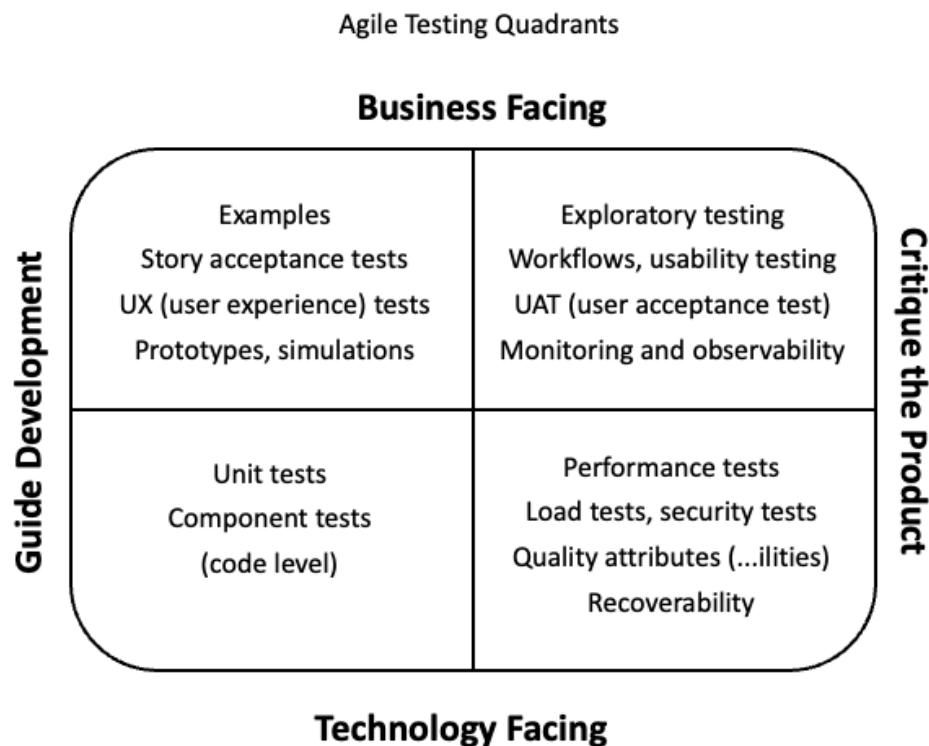 Agile Testing Quadrants
Business Facing
Guide Development
Examples
Story acceptance tests
UX (user experience) tests
Prototypes, simulations
Exploratory testing
Workflows, usability testing
UAT (user acceptance test)
Monitoring and observability
Critique the Product
Unit tests
Component tests
(code level)
Performance tests
Load tests, security tests
Quality attributes (...ilities)
Recoverability
Technology Facing